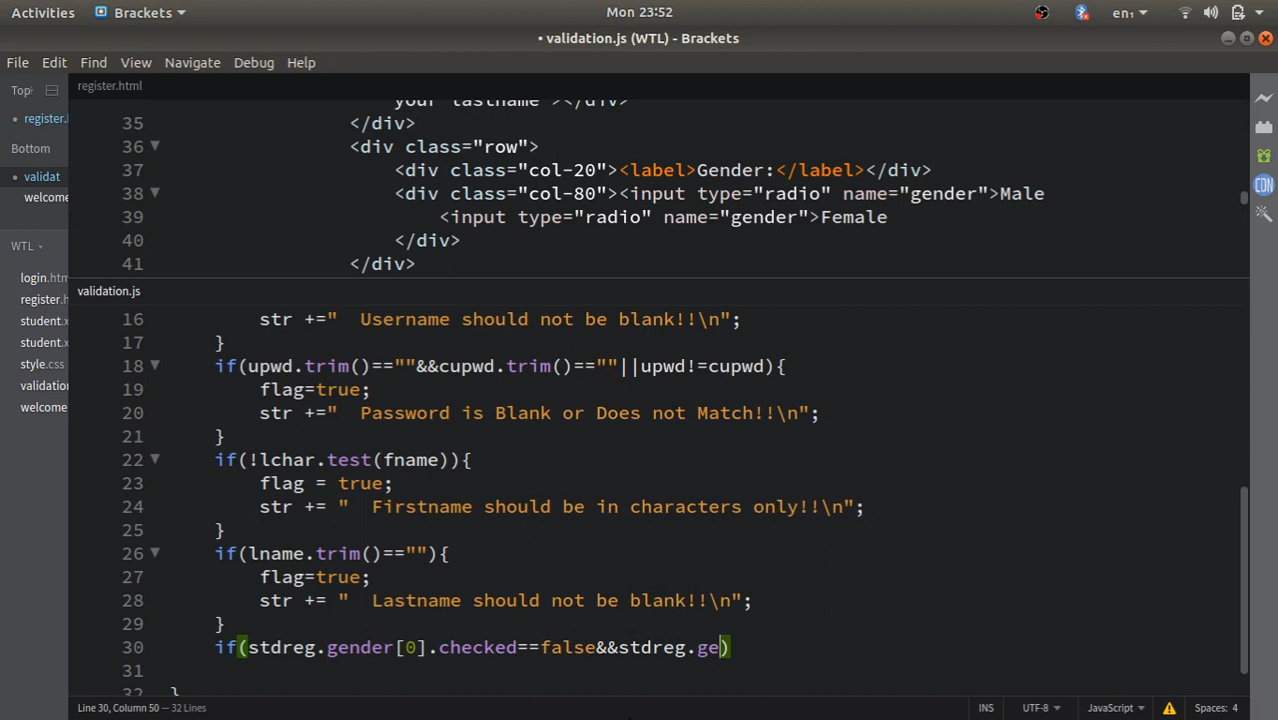 Activities Brackets Mon 23:52 en₁
• validation.js (WTL) - Brackets
File Edit Find View Navigate Debug Help
Top
register.
Bottom
validat
welcome
WTL
login.htm
register.h
student.x
student.x
style.css
validation
welcome
register.html
your lastname"></div>
35 </div>
36 <div class="row">
37 <div class="col-20"><label>Gender:</label></div>
38 <div class="col-80"><input type="radio" name="gender">Male
39 <input type="radio" name="gender">Female
40 </div>
41 </div>
validation.js
16 str +="  Username should not be blank!!\n";
17 }
18 if(upwd.trim()==""&&cupwd.trim()==""||upwd!=cupwd){
19 flag=true;
20 str +="  Password is Blank or Does not Match!!\n";
21 }
22 if(!lchar.test(fname)){
23 flag = true;
24 str += "  Firstname should be in characters only!!\n";
25 }
26 if(lname.trim()==""){
27 flag=true;
28 str += "  Lastname should not be blank!!\n";
29 }
30 if(stdreg.gender[0].checked==false&&stdreg.ge)
31
32 }
Line 30, Column 50 — 32 Lines INS UTF-8 JavaScript Spaces: 4
CDN